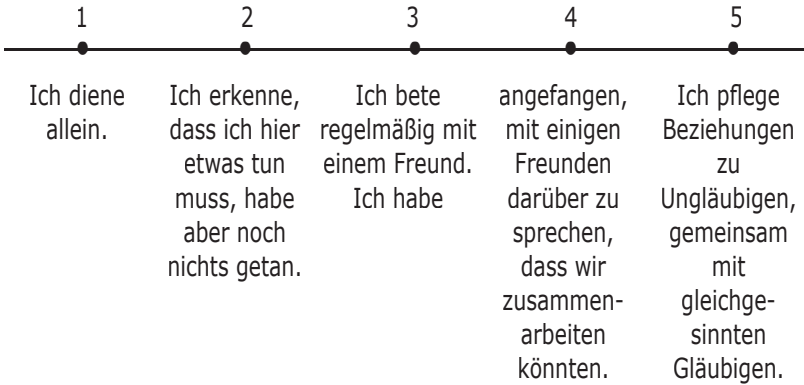 1
2
3
4
5
Ich diene
allein.
Ich erkenne,
dass ich hier
etwas tun
muss, habe
aber noch
nichts getan.
Ich bete
regelmäßig mit
einem Freund.
Ich habe
angefangen,
mit einigen
Freunden
darüber zu
sprechen,
dass wir
zusammen-
arbeiten
könnten.
Ich pflege
Beziehungen
zu
Ungläubigen,
gemeinsam
mit
gleichge-
sinnten
Gläubigen.